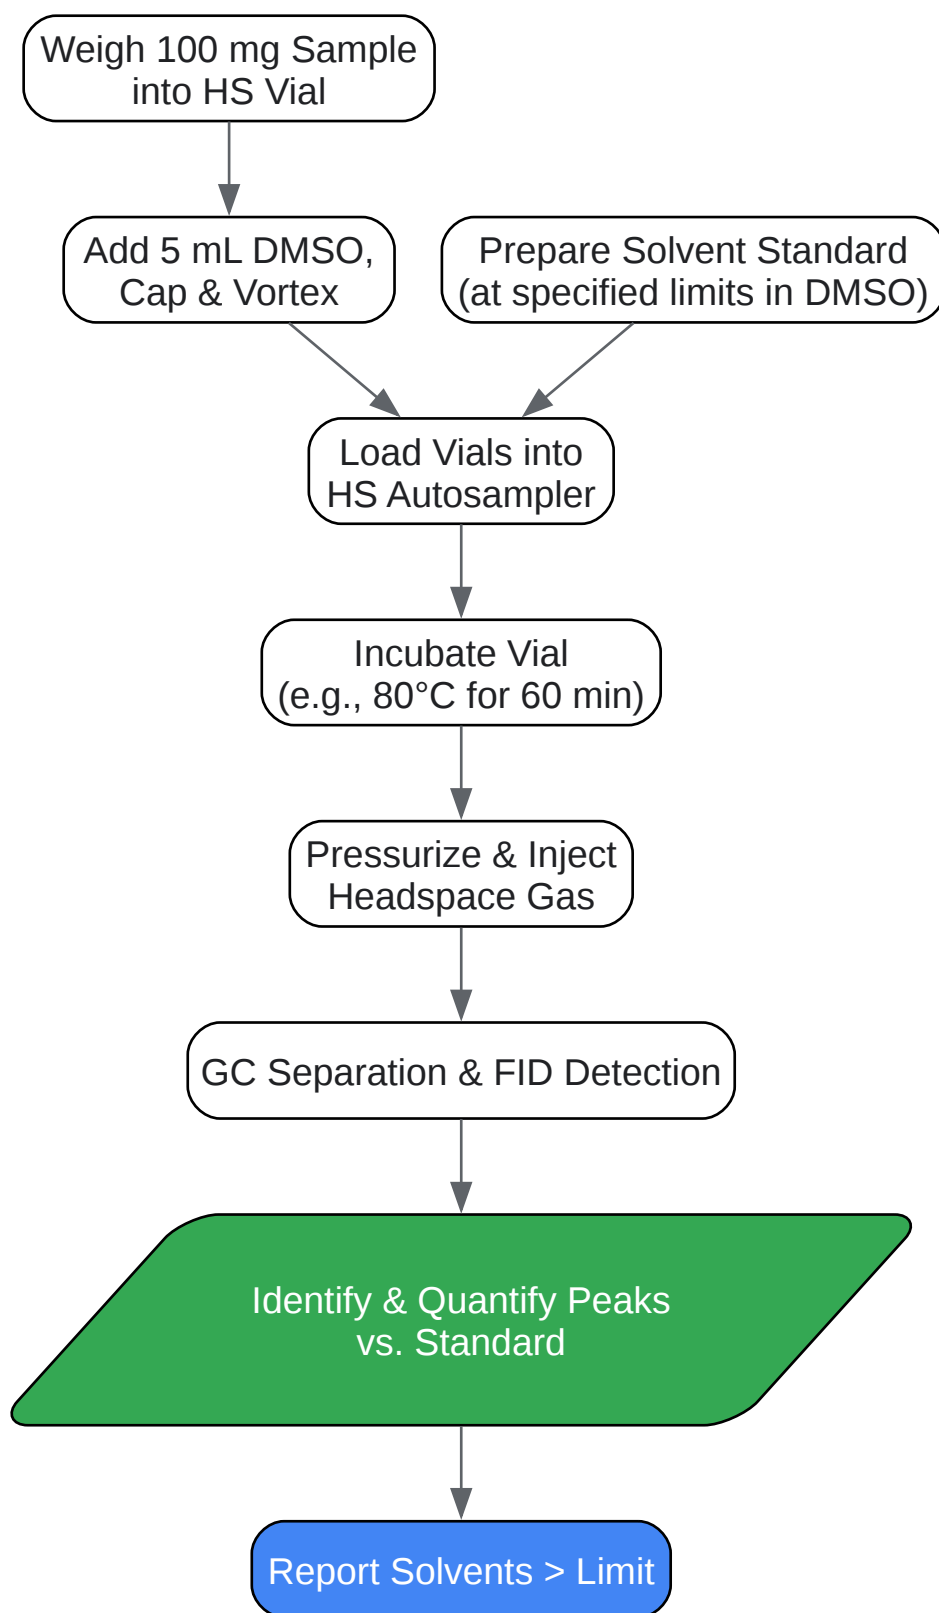 Weigh 100 mg Sample
into HS Vial
Add 5 mL DMSO,
Cap & Vortex
Prepare Solvent Standard
(at specified limits in DMSO)
Load Vials into
HS Autosampler
Incubate Vial
(e.g., 80°C for 60 min)
Pressurize & Inject
Headspace Gas
GC Separation & FID Detection
Identify & Quantify Peaks
vs. Standard
Report Solvents > Limit